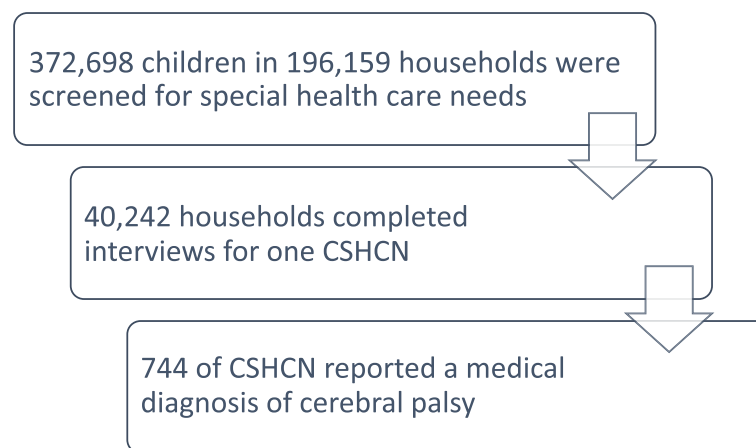 372,698 children in 196,159 households were
screened for special health care needs
40,242 households completed
interviews for one CSHCN
744 of CSHCN reported a medical
diagnosis of cerebral palsy